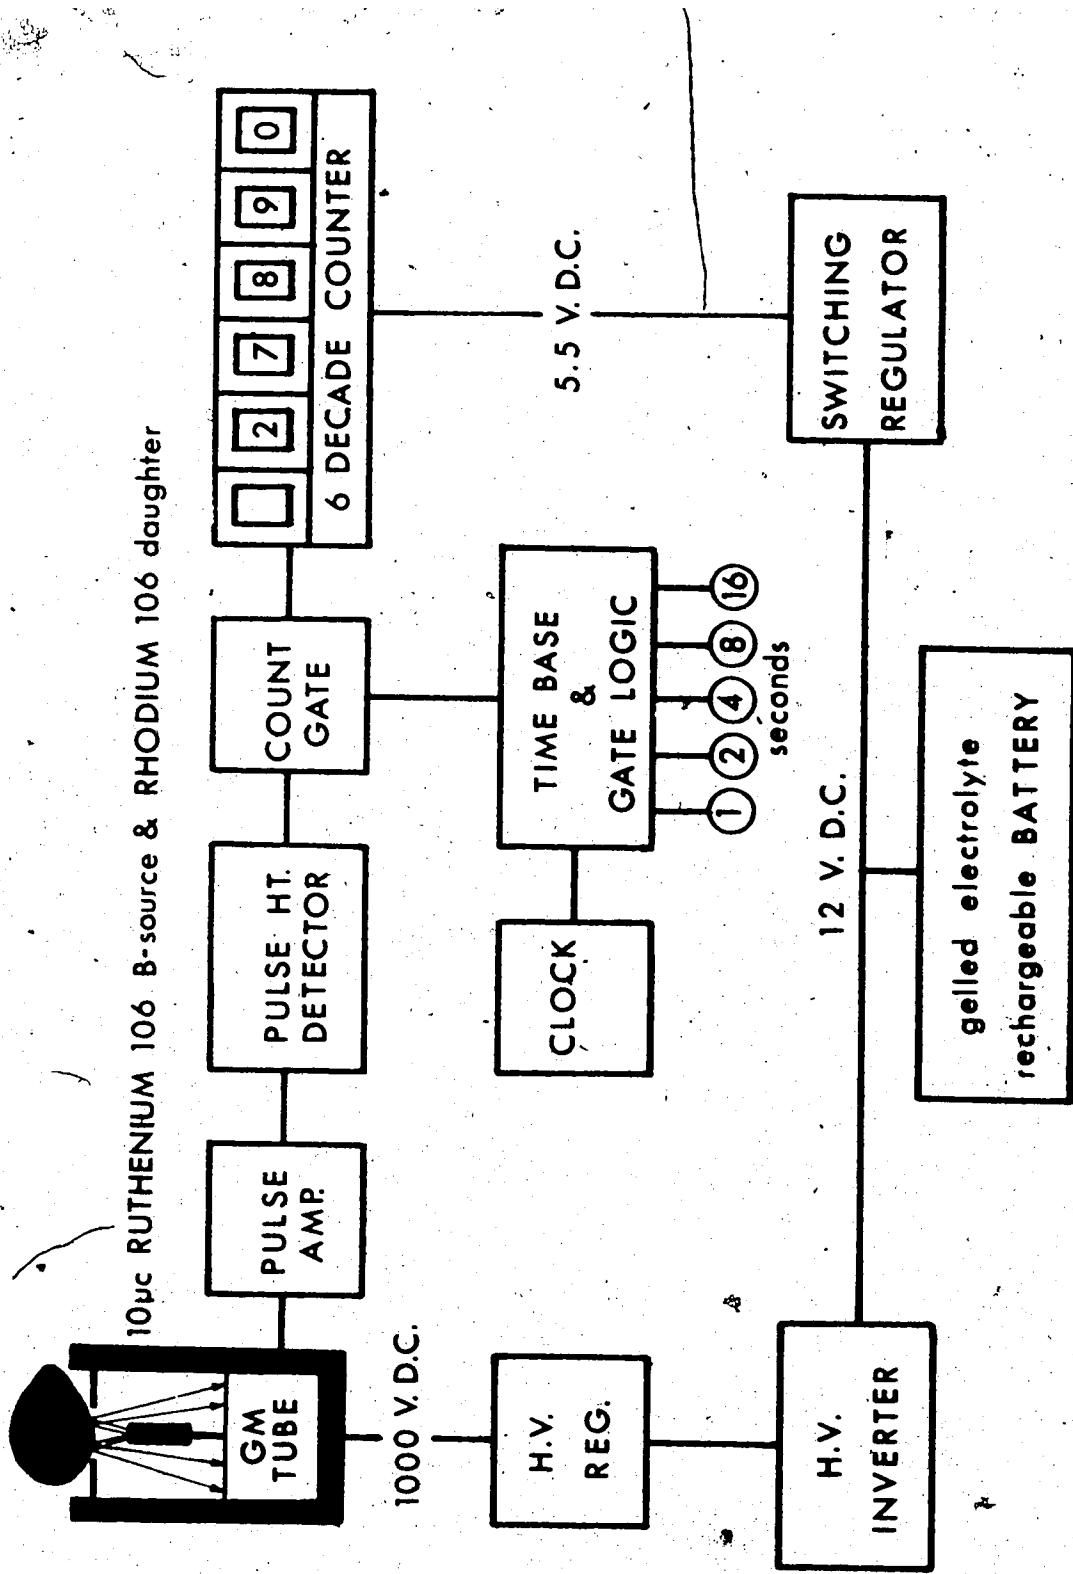 10µc RUTHENIUM 106 B-source & RHODIUM 106 daughter
GM
TUBE
PULSE
AMP.
PULSE HT.
DETECTOR
COUNT
GATE
2 7 8 9 0
6 DECADE COUNTER
1000 V.D.C.
H.V.
REG.
CLOCK
TIME BASE
&
GATE LOGIC
1 2 4 8 16
seconds
5.5 V.D.C.
H.V.
INVERTER
12 V. D.C.
SWITCHING
REGULATOR
gelled electrolyte
rechargeable BATTERY